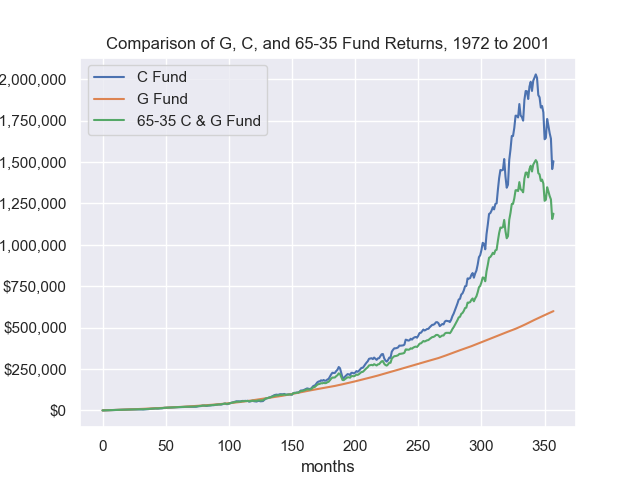 Comparison of G, C, and 65-35 Fund Returns, 1972 to 2001
C Fund
G Fund
65-35 C & G Fund
2,000,000
1,750,000
1,500,000
1,250,000
1,000,000
$750,000
$500,000
$250,000
$0
0 50 100 150 200 250 300 350
months